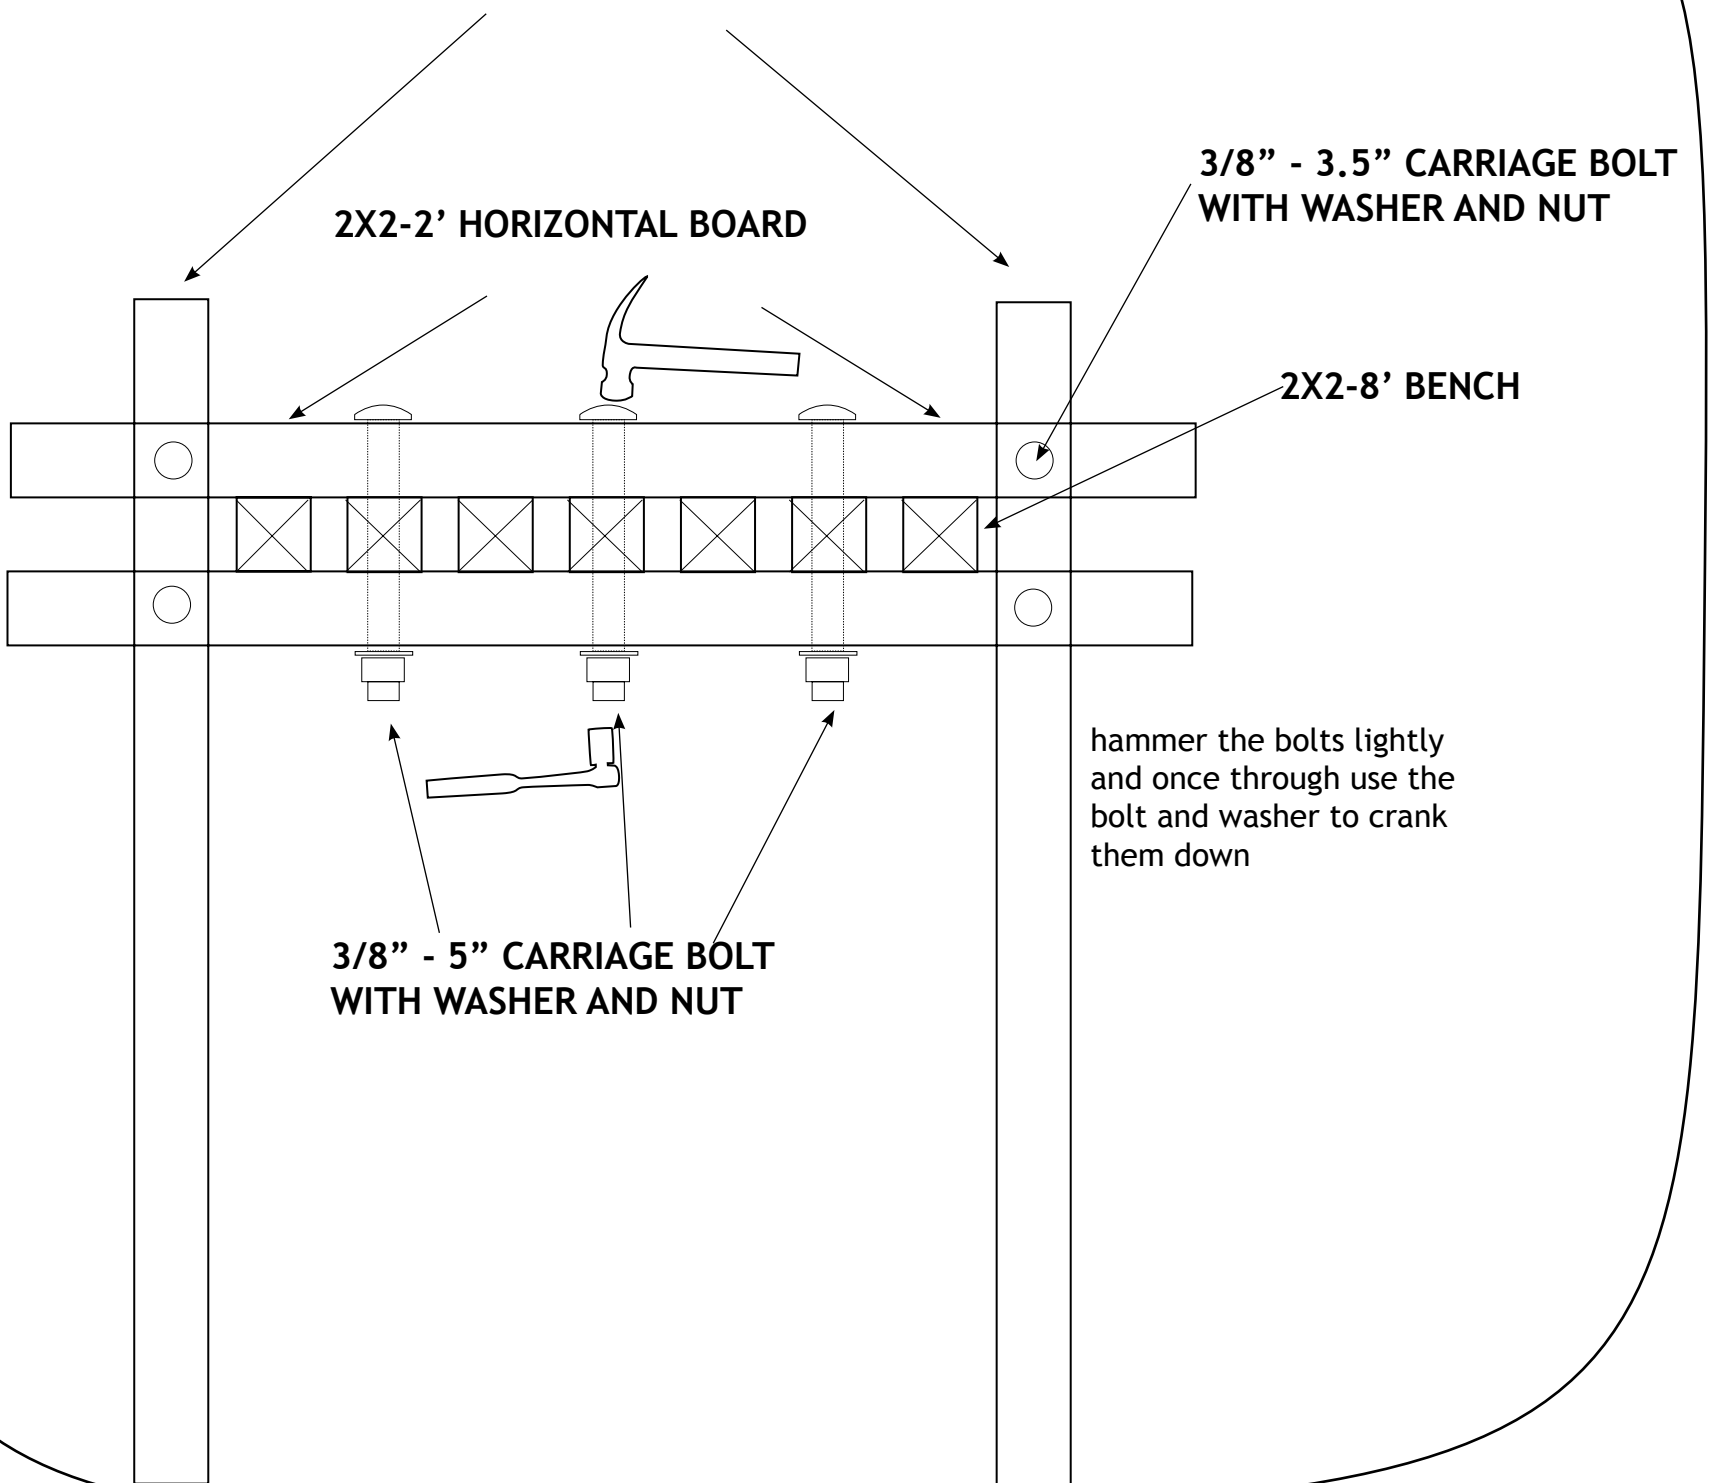 3/8” - 3.5” CARRIAGE BOLT
WITH WASHER AND NUT
2X2-2’ HORIZONTAL BOARD
2X2-8’ BENCH
hammer the bolts lightly
and once through use the
bolt and washer to crank
them down
3/8” - 5” CARRIAGE BOLT
WITH WASHER AND NUT